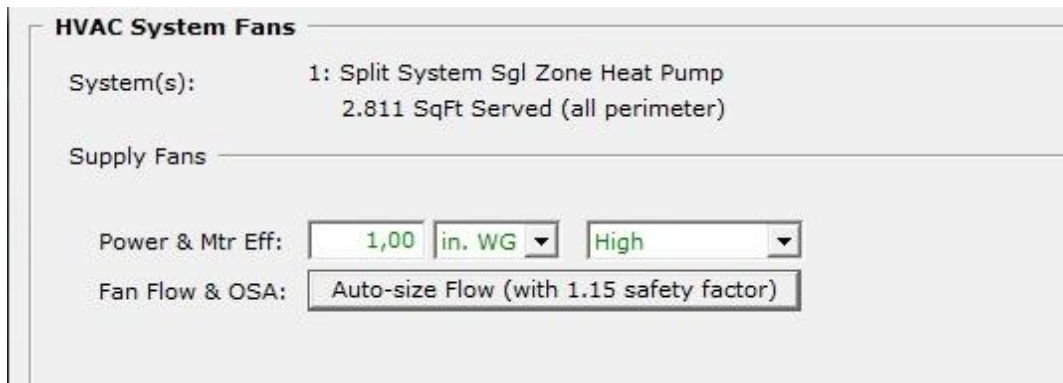 HVAC System Fans
System(s): 1: Split System Sgl Zone Heat Pump
2.811 SqFt Served (all perimeter)
Supply Fans
Power & Mtr Eff: 1,00 in. WG High
Fan Flow & OSA: Auto-size Flow (with 1.15 safety factor)